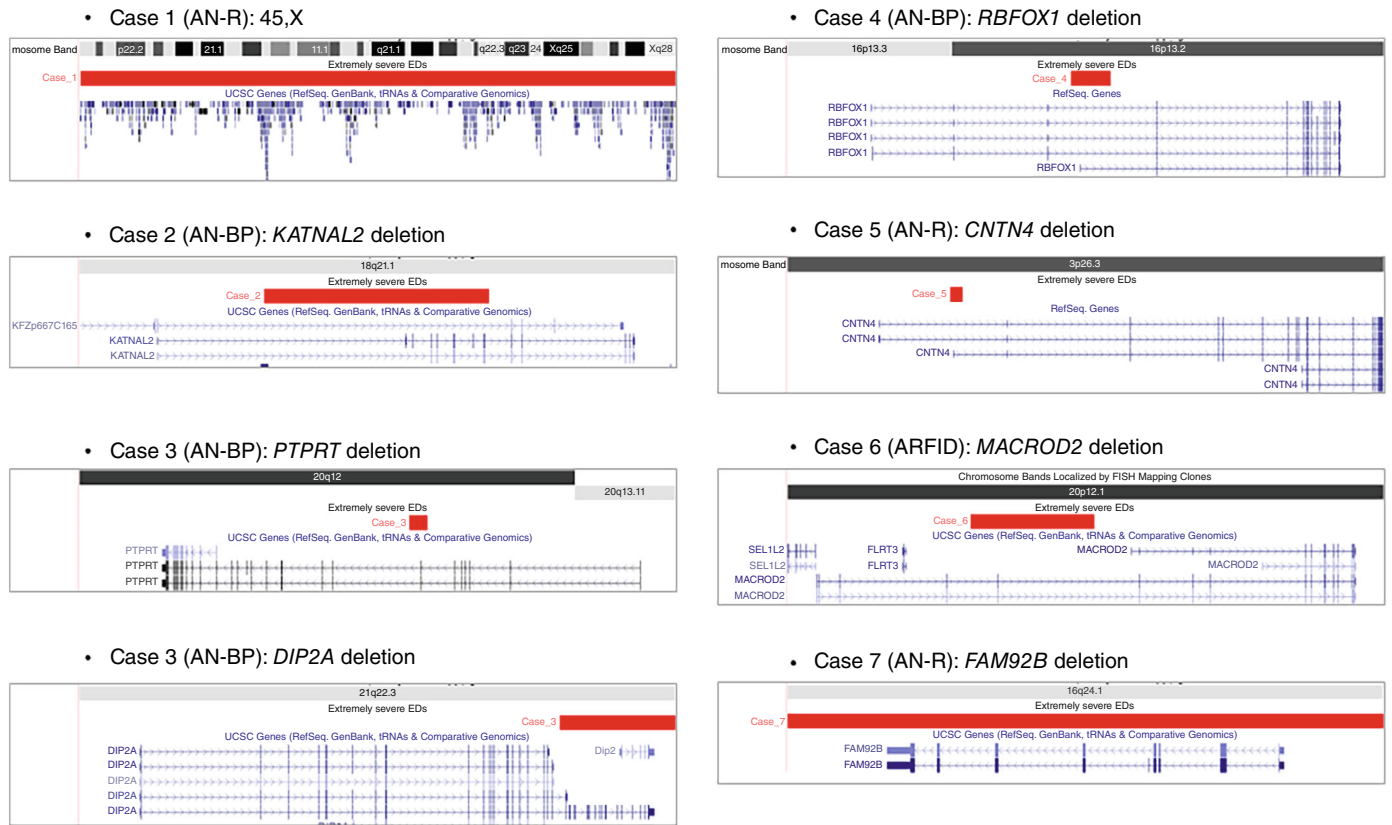 • Case 1 (AN-R): 45,X
mosome Band p22.2 21.1 11.1 q21.1 q22.3 q23 24 Xq25 Xq28
Extremely severe EDs
Case_1
UCSC Genes (RefSeq. GenBank, tRNAs & Comparative Genomics)
• Case 2 (AN-BP): KATNAL2 deletion
18q21.1
Extremely severe EDs
Case_2
UCSC Genes (RefSeq. GenBank, tRNAs & Comparative Genomics)
KFZp667C165
KATNAL2
KATNAL2
• Case 3 (AN-BP): PTPRT deletion
20q12
20q13.11
Extremely severe EDs
Case_3
UCSC Genes (RefSeq. GenBank, tRNAs & Comparative Genomics)
PTPRT
PTPRT
PTPRT
• Case 3 (AN-BP): DIP2A deletion
21q22.3
Extremely severe EDs
Case_3
UCSC Genes (RefSeq. GenBank, tRNAs & Comparative Genomics)
DIP2A Dip2
DIP2A
DIP2A
DIP2A
DIP2A
• Case 4 (AN-BP): RBFOX1 deletion
mosome Band 16p13.3 16p13.2
Extremely severe EDs
Case_4
RefSeq. Genes
RBFOX1
RBFOX1
RBFOX1
RBFOX1
RBFOX1
• Case 5 (AN-R): CNTN4 deletion
mosome Band 3p26.3
Extremely severe EDs
Case_5
RefSeq. Genes
CNTN4
CNTN4
CNTN4
CNTN4
CNTN4
• Case 6 (ARFID): MACROD2 deletion
Chromosome Bands Localized by FISH Mapping Clones
20p12.1
Extremely severe EDs
Case_6
UCSC Genes (RefSeq. GenBank, tRNAs & Comparative Genomics)
SEL1L2 FLRT3 MACROD2
SEL1L2 FLRT3 MACROD2
MACROD2
MACROD2
• Case 7 (AN-R): FAM92B deletion
16q24.1
Extremely severe EDs
Case_7
UCSC Genes (RefSeq. GenBank, tRNAs & Comparative Genomics)
FAM92B
FAM92B